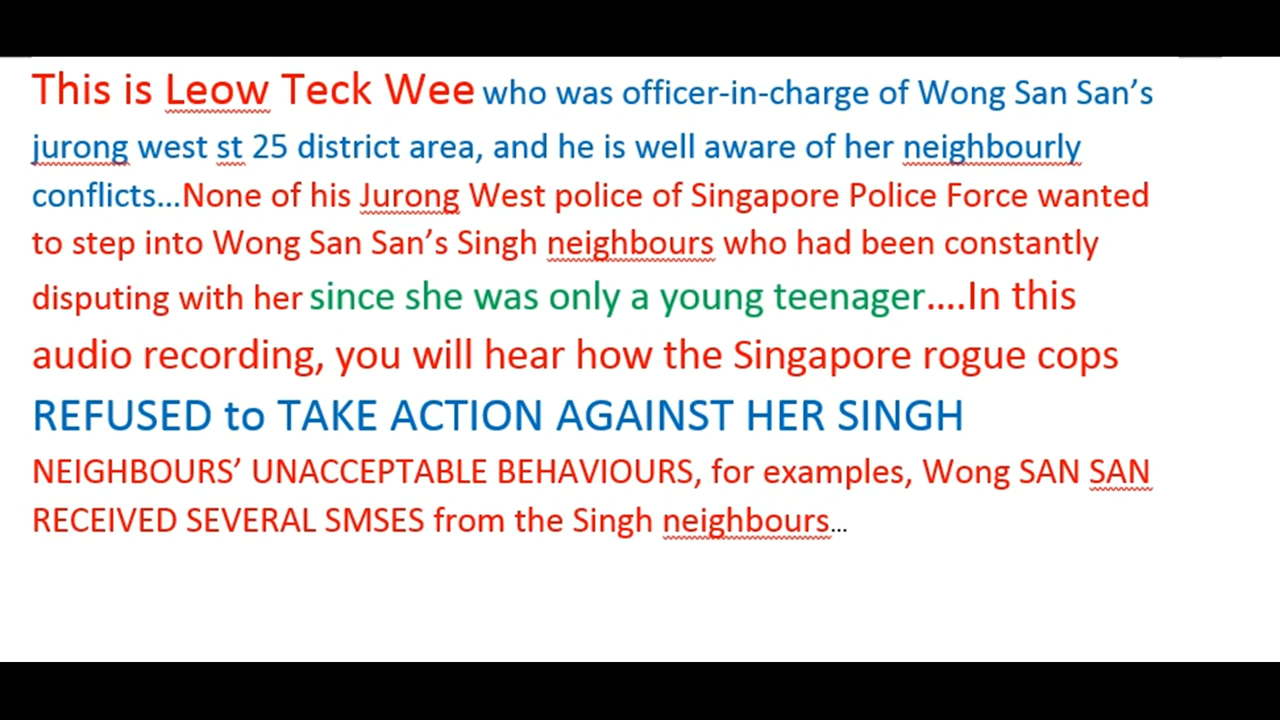 This is Leow Teck Wee who was officer-in-charge of Wong San San's
jurong west st 25 district area, and he is well aware of her neighbourly
conflicts...None of his Jurong West police of Singapore Police Force wanted
to step into Wong San San's Singh neighbours who had been constantly
disputing with her since she was only a young teenager....In this
audio recording, you will hear how the Singapore rogue cops
REFUSED to TAKE ACTION AGAINST HER SINGH
NEIGHBOURS' UNACCEPTABLE BEHAVIOURS, for examples, Wong SAN SAN
RECEIVED SEVERAL SMSES from the Singh neighbours...